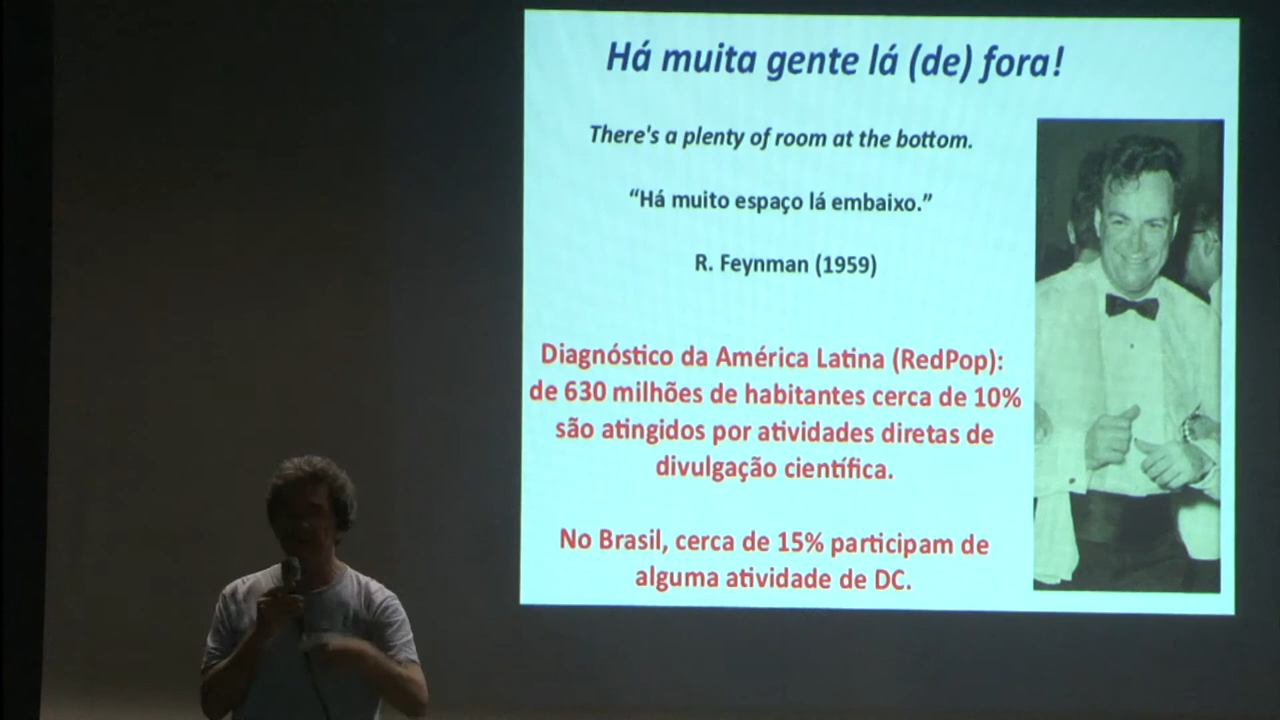 Há muita gente lá (de) fora!
There's a plenty of room at the bottom.
“Há muito espaço lá embaixo.”
R. Feynman (1959)
Diagnóstico da América Latina (RedPop):
de 630 milhões de habitantes cerca de 10%
são atingidos por atividades diretas de
divulgação científica.
No Brasil, cerca de 15% participam de
alguma atividade de DC.